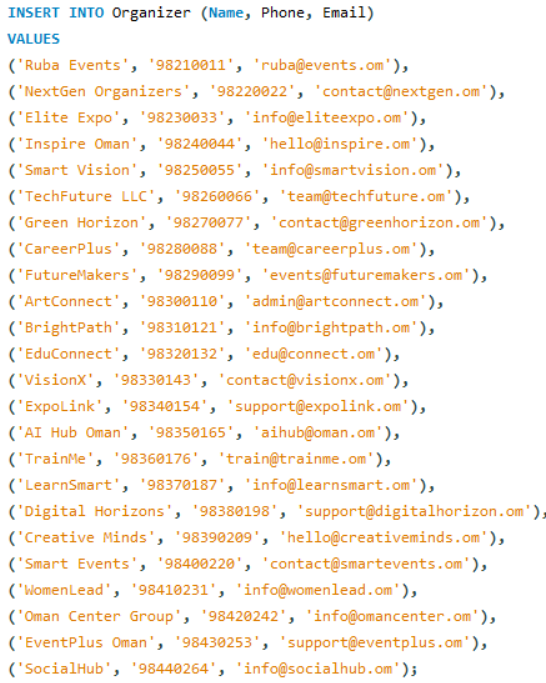 INSERT INTO Organizer (Name, Phone, Email)
VALUES
('Ruba Events', '98210011', 'ruba@events.om'),
('NextGen Organizers', '98220022', 'contact@nextgen.om'),
('Elite Expo', '98230033', 'info@eliteexpo.om'),
('Inspire Oman', '98240044', 'hello@inspire.om'),
('Smart Vision', '98250055', 'info@smartvision.om'),
('TechFuture LLC', '98260066', 'team@techfuture.om'),
('Green Horizon', '98270077', 'contact@greenhorizon.om'),
('CareerPlus', '98280088', 'team@careerplus.om'),
('FutureMakers', '98290099', 'events@futuremakers.om'),
('ArtConnect', '98300110', 'admin@artconnect.om'),
('BrightPath', '98310121', 'info@brightpath.om'),
('EduConnect', '98320132', 'edu@connect.om'),
('VisionX', '98330143', 'contact@visionx.om'),
('ExpoLink', '98340154', 'support@expolink.om'),
('AI Hub Oman', '98350165', 'aihub@oman.om'),
('TrainMe', '98360176', 'train@trainme.om'),
('LearnSmart', '98370187', 'info@learnsmart.om'),
('Digital Horizons', '98380198', 'support@digitalhorizon.om'),
('Creative Minds', '98390209', 'hello@creativeminds.om'),
('Smart Events', '98400220', 'contact@smartevents.om'),
('WomenLead', '98410231', 'info@womenlead.om'),
('Oman Center Group', '98420242', 'info@omancenter.om'),
('EventPlus Oman', '98430253', 'support@eventplus.om'),
('SocialHub', '98440264', 'info@socialhub.om');